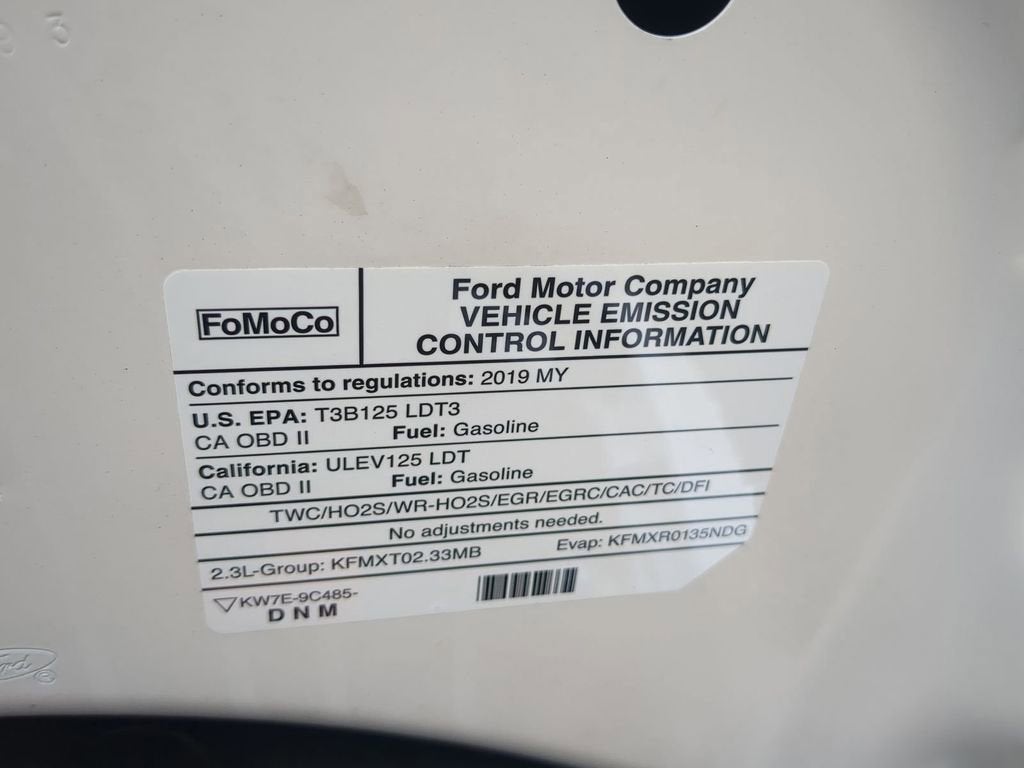 3
FoMoCo
Ford Motor Company
VEHICLE EMISSION
CONTROL INFORMATION
Conforms to regulations: 2019 MY
U.S. EPA: T3B125 LDT3
CA OBD II Fuel: Gasoline
California: ULEV125 LDT
CA OBD II Fuel: Gasoline
TWC/HO2S/WR-HO2S/EGR/EGRC/CAC/TC/DFI
No adjustments needed.
2.3L-Group: KFMXT02.33MB Evap: KFMXR0135NDG
KW7E-9C485-
D N M